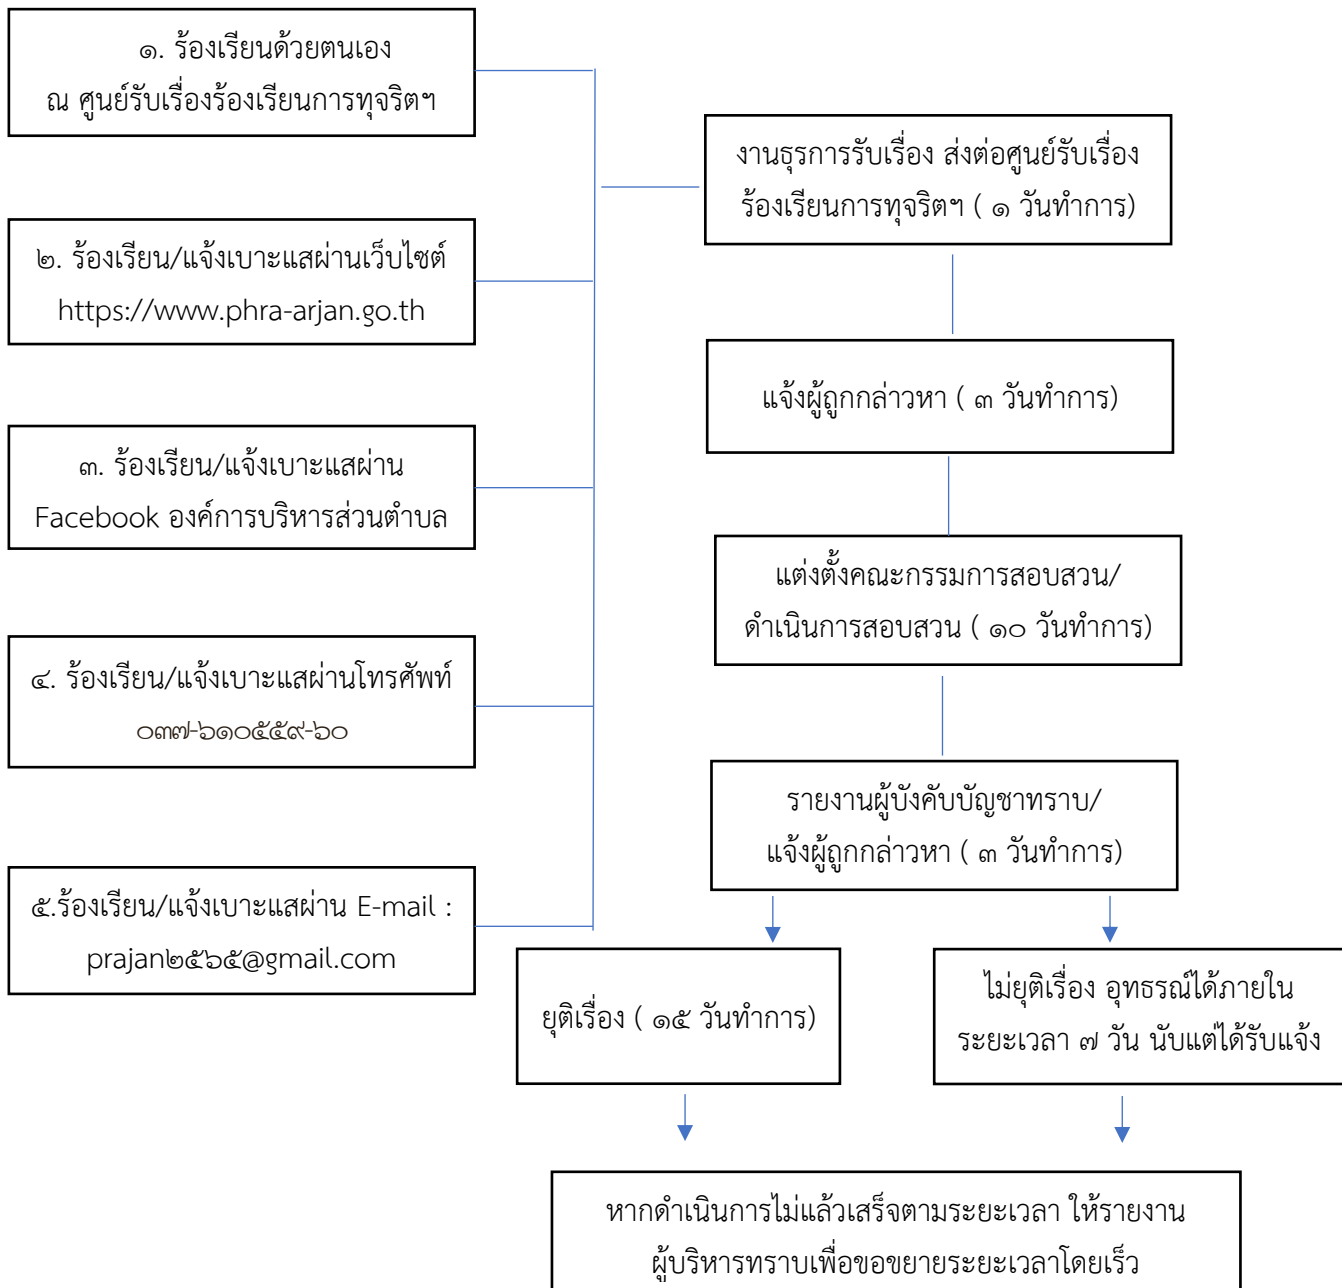 ๑. ร้องเรียนด้วยตนเอง
ณ ศูนย์รับเรื่องร้องเรียนการทุจริตฯ
๒. ร้องเรียน/แจ้งเบาะแสผ่านเว็บไซต์
https://www.phra-arjan.go.th
๓. ร้องเรียน/แจ้งเบาะแสผ่าน
Facebook องค์การบริหารส่วนตำบล
๔. ร้องเรียน/แจ้งเบาะแสผ่านโทรศัพท์
๐๓๗-๖๑๐๕๕๙-๖๐
๕.ร้องเรียน/แจ้งเบาะแสผ่าน E-mail :
prajan๒๕๖๕@gmail.com
งานธุรการรับเรื่อง ส่งต่อศูนย์รับเรื่อง
ร้องเรียนการทุจริตฯ ( ๑ วันทำการ)
แจ้งผู้ถูกกล่าวหา ( ๓ วันทำการ)
แต่งตั้งคณะกรรมการสอบสวน/
ดำเนินการสอบสวน ( ๑๐ วันทำการ)
รายงานผู้บังคับบัญชาทราบ/
แจ้งผู้ถูกกล่าวหา ( ๓ วันทำการ)
ยุติเรื่อง ( ๑๕ วันทำการ)
ไม่ยุติเรื่อง อุทธรณ์ได้ภายใน
ระยะเวลา ๗ วัน นับแต่ได้รับแจ้ง
หากดำเนินการไม่แล้วเสร็จตามระยะเวลา ให้รายงาน
ผู้บริหารทราบเพื่อขอขยายระยะเวลาโดยเร็ว